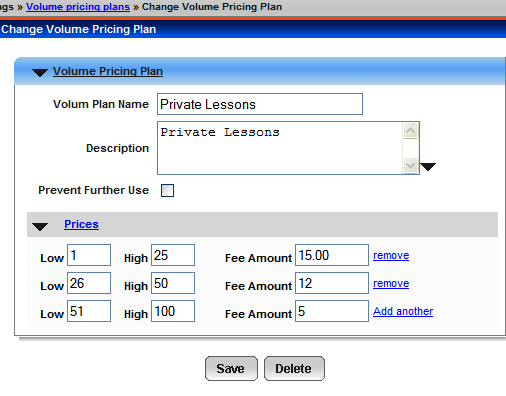 ngs » Volume pricing plans » Change Volume Pricing Plan
Change Volume Pricing Plan
Volume Pricing Plan
Volum Plan Name Private Lessons
Description Private Lessons
Prevent Further Use
Prices
Low 1 High 25 Fee Amount 15.00 remove
Low 26 High 50 Fee Amount 12 remove
Low 51 High 100 Fee Amount 5 Add another
Save Delete